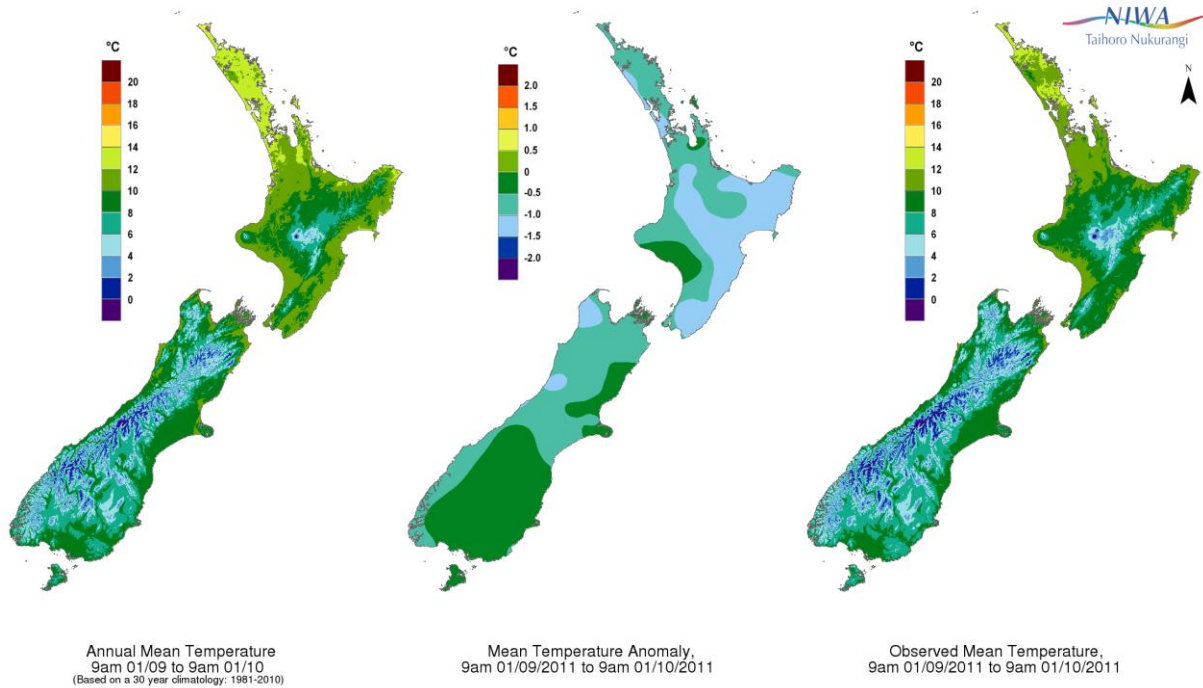 NIWA
Taihoro Nukurangi
N
°C
20
18
16
14
12
10
8
6
4
2
0
°C
2.0
1.5
1.0
0.5
0
-0.5
-1.0
-1.5
-2.0
°C
20
18
16
14
12
10
8
6
4
2
0
Annual Mean Temperature
9am 01/09 to 9am 01/10
(Based on a 30 year climatology: 1981-2010)
Mean Temperature Anomaly,
9am 01/09/2011 to 9am 01/10/2011
Observed Mean Temperature,
9am 01/09/2011 to 9am 01/10/2011